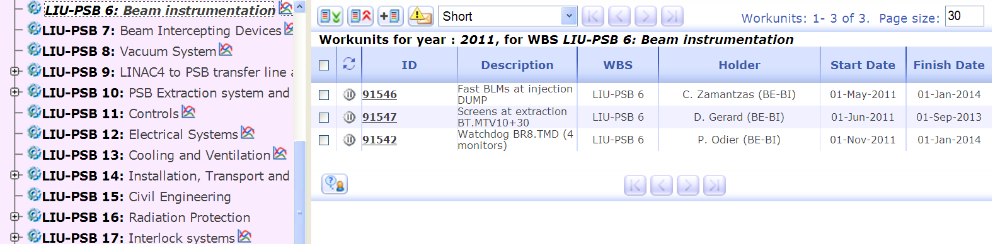 LIU-PSB 6: Beam instrumentation
LIU-PSB 7: Beam Intercepting Devices
LIU-PSB 8: Vacuum System
LIU-PSB 9: LINAC4 to PSB transfer line a
LIU-PSB 10: PSB Extraction system and
LIU-PSB 11: Controls
LIU-PSB 12: Electrical Systems
LIU-PSB 13: Cooling and Ventilation
LIU-PSB 14: Installation, Transport and
LIU-PSB 15: Civil Engineering
LIU-PSB 16: Radiation Protection
LIU-PSB 17: Interlock systems
Short Workunits: 1- 3 of 3. Page size: 30
Workunits for year : 2011, for WBS LIU-PSB 6: Beam instrumentation
ID Description WBS Holder Start Date Finish Date
91546 Fast BLMs at injection DUMP LIU-PSB 6 C. Zamantzas (BE-BI) 01-May-2011 01-Jan-2014
91547 Screens at extraction BT.MTV10+30 LIU-PSB 6 D. Gerard (BE-BI) 01-Jun-2011 01-Sep-2013
91542 Watchdog BR8.TMD (4 monitors) LIU-PSB 6 P. Odier (BE-BI) 01-Nov-2011 01-Jan-2014